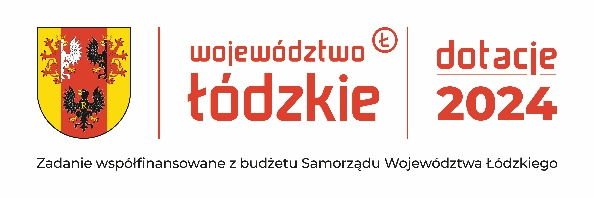 województwo Ł
łódzkie
dotacje
2024
Zadanie współfinansowane z budżetu Samorządu Województwa Łódzkiego